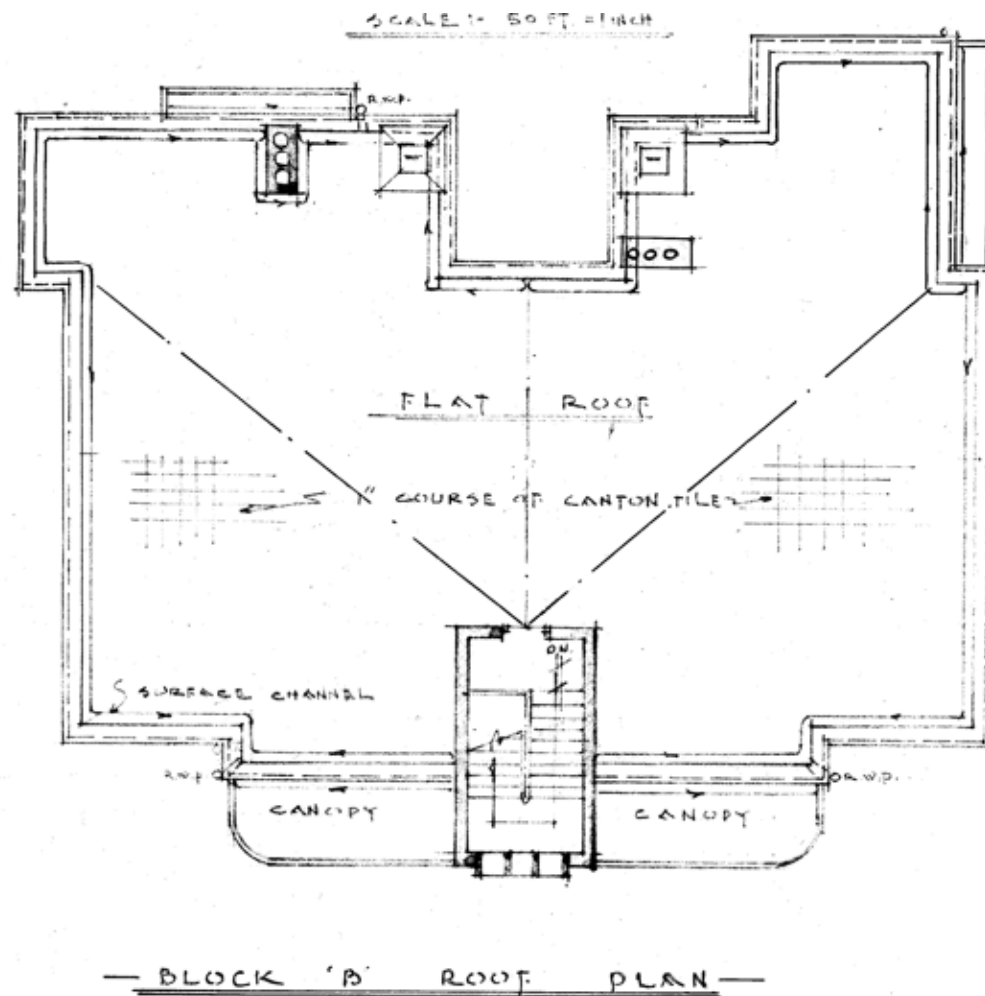 SCALE :- 50 FT. = 1 INCH
R.W.P.
FLAT ROOF
COURSE OF CANTON TILES
D.N.
SURFACE CHANNEL
R.W.P. R.W.P.
CANOPY CANOPY
— BLOCK 'B' ROOF PLAN —